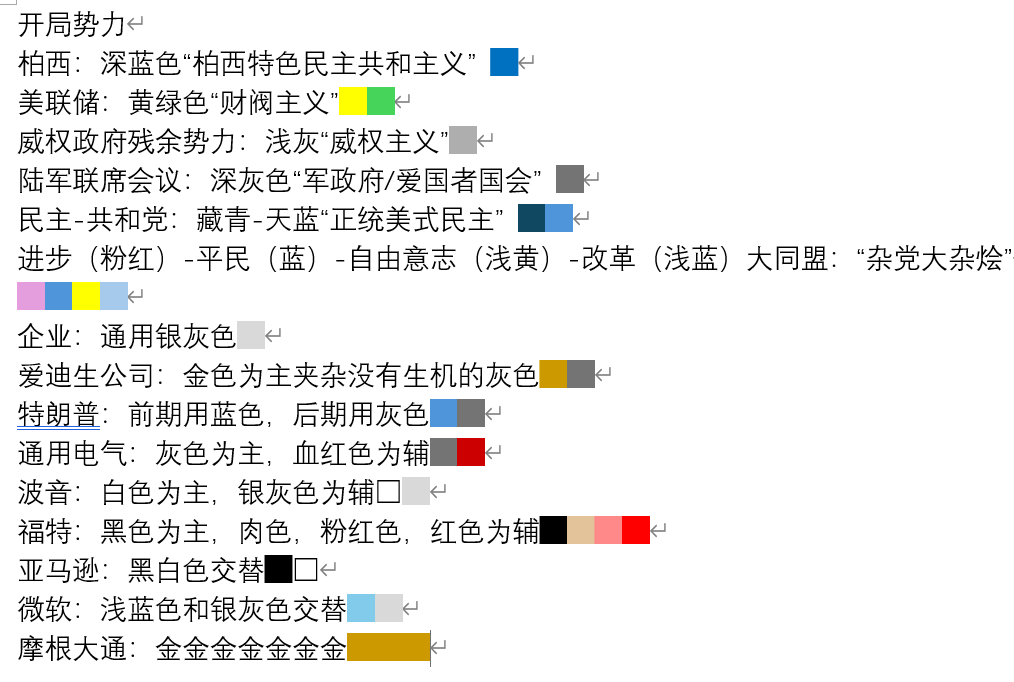 开局势力
柏西：深蓝色“柏西特色民主共和主义”
美联储：黄绿色“财阀主义”
威权政府残余势力：浅灰“威权主义”
陆军联席会议：深灰色“军政府/爱国者国会”
民主-共和党：藏青-天蓝“正统美式民主”
进步（粉红）-平民（蓝）-自由意志（浅黄）-改革（浅蓝）大同盟：“杂党大杂烩”
企业：通用银灰色
爱迪生公司：金色为主夹杂没有生机的灰色
特朗普：前期用蓝色，后期用灰色
通用电气：灰色为主，血红色为辅
波音：白色为主，银灰色为辅
福特：黑色为主，肉色，粉红色，红色为辅
亚马逊：黑白色交替
微软：浅蓝色和银灰色交替
摩根大通：金金金金金金金